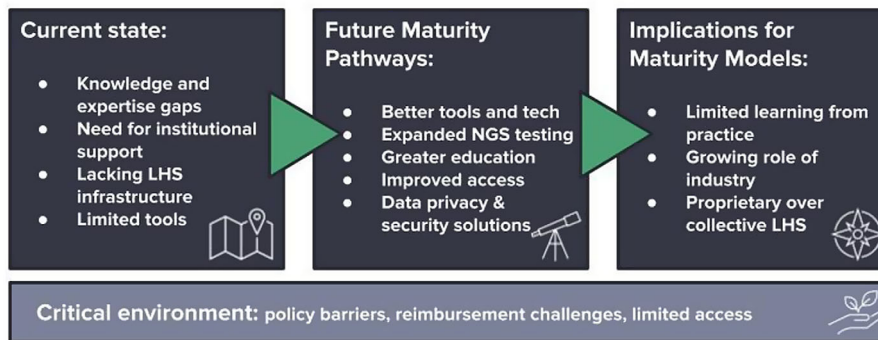 Current state:
● Knowledge and
expertise gaps
● Need for institutional
support
● Lacking LHS
infrastructure
● Limited tools
Future Maturity
Pathways:
● Better tools and tech
● Expanded NGS testing
● Greater education
● Improved access
● Data privacy &
security solutions
Implications for
Maturity Models:
● Limited learning from
practice
● Growing role of
industry
● Proprietary over
collective LHS
Critical environment: policy barriers, reimbursement challenges, limited access